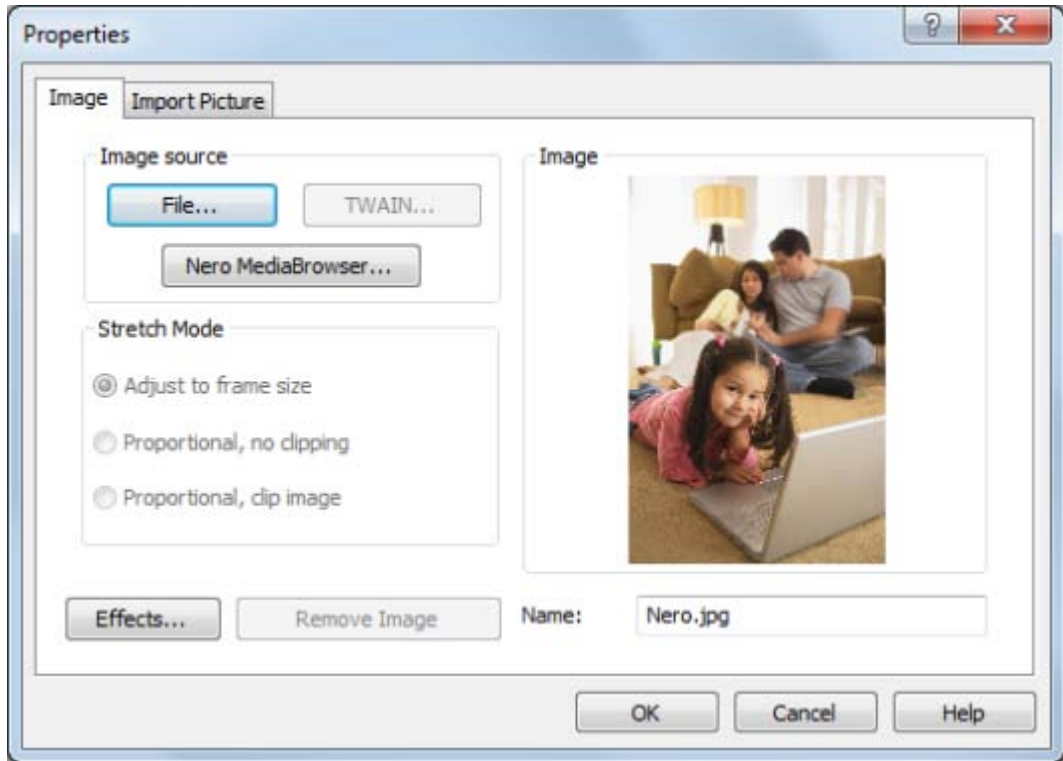 Properties
Image
Import Picture
Image source
File...
TWAIN...
Nero MediaBrowser...
Stretch Mode
Adjust to frame size
Proportional, no clipping
Proportional, clip image
Effects...
Remove Image
Image
Name:
Nero.jpg
OK
Cancel
Help